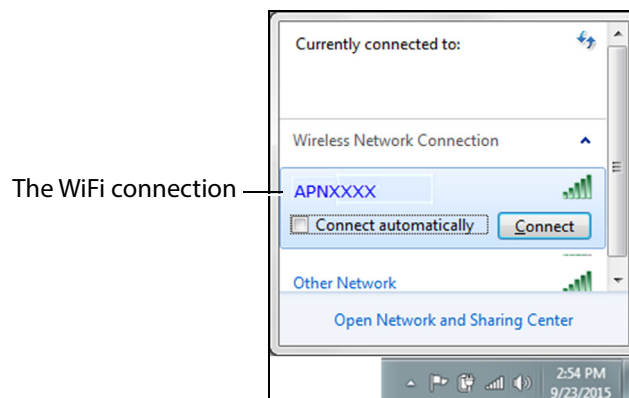 Currently connected to:
Wireless Network Connection
The WiFi connection
APNXXXX
Connect automatically
Connect
Other Network
Open Network and Sharing Center
2:54 PM
9/23/2015